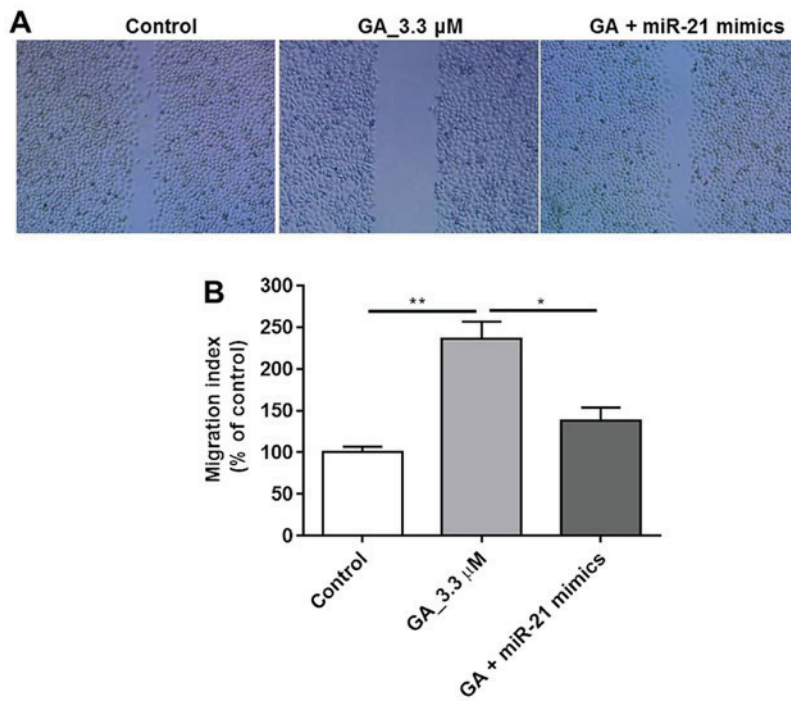 A
Control
GA_3.3 µM
GA + miR-21 mimics
B
Migration index
(% of control)
300
250
200
150
100
50
0
**
*
Control
GA_3.3 µM
GA + miR-21 mimics